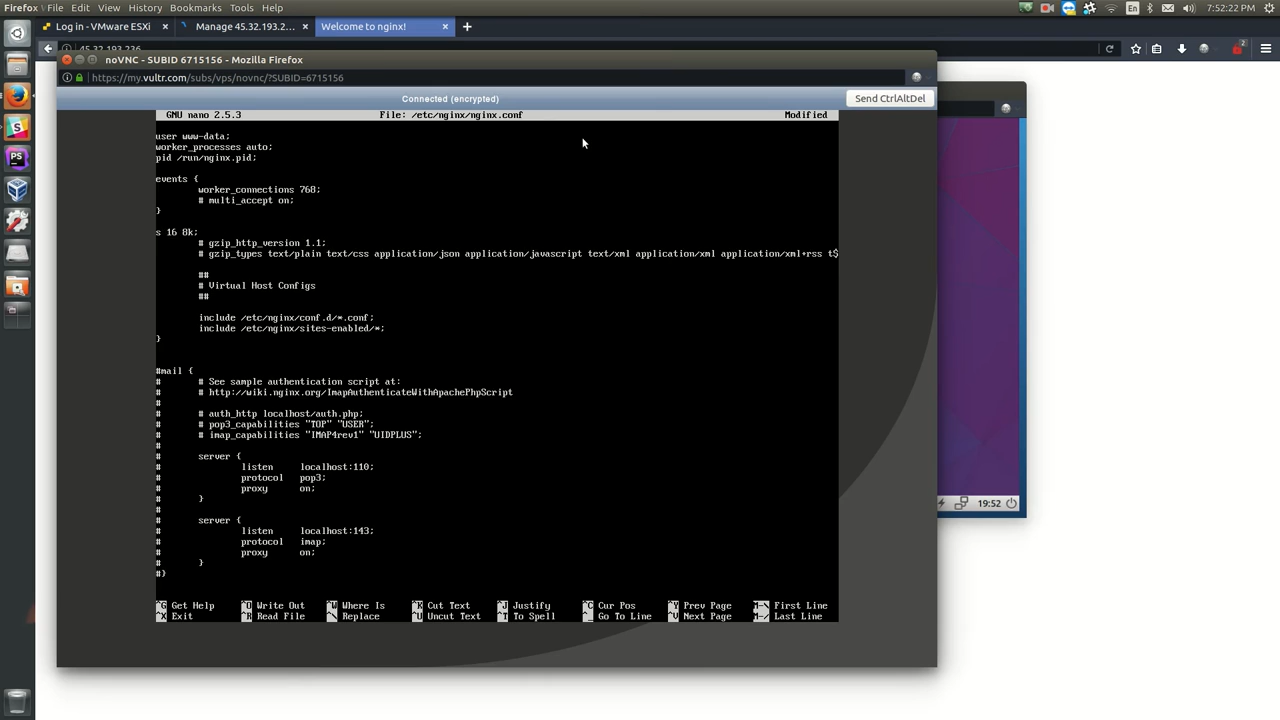 Firefox File Edit View History Bookmarks Tools Help
En 7:52:22 PM
Log in - VMware ESXi × Manage 45.32.193.2... × Welcome to nginx! ×
45.32.193.236
noVNC - SUBID 6715156 - Mozilla Firefox
https://my.vultr.com/subs/vps/novnc/?SUBID=6715156
Connected (encrypted) Send CtrlAltDel
GNU nano 2.5.3 File: /etc/nginx/nginx.conf Modified
user www-data;
worker_processes auto;
pid /run/nginx.pid;
events {
worker_connections 768;
# multi_accept on;
}
s 16 8k;
# gzip_http_version 1.1;
# gzip_types text/plain text/css application/json application/javascript text/xml application/xml application/xml+rss t$
##
# Virtual Host Configs
##
include /etc/nginx/conf.d/*.conf;
include /etc/nginx/sites-enabled/*;
}
#mail {
# # See sample authentication script at:
# # http://wiki.nginx.org/ImapAuthenticateWithApachePhpScript
#
# # auth_http localhost/auth.php;
# # pop3_capabilities "TOP" "USER";
# # imap_capabilities "IMAP4rev1" "UIDPLUS";
#
# server {
# listen localhost:110;
# protocol pop3;
# proxy on;
# }
#
# server {
# listen localhost:143;
# protocol imap;
# proxy on;
# }
#}
^G Get Help ^O Write Out ^W Where Is ^K Cut Text ^J Justify ^C Cur Pos ^Y Prev Page M-\ First Line
^X Exit ^R Read File ^\ Replace ^U Uncut Text ^T To Spell ^_ Go To Line ^V Next Page M-/ Last Line
19:52